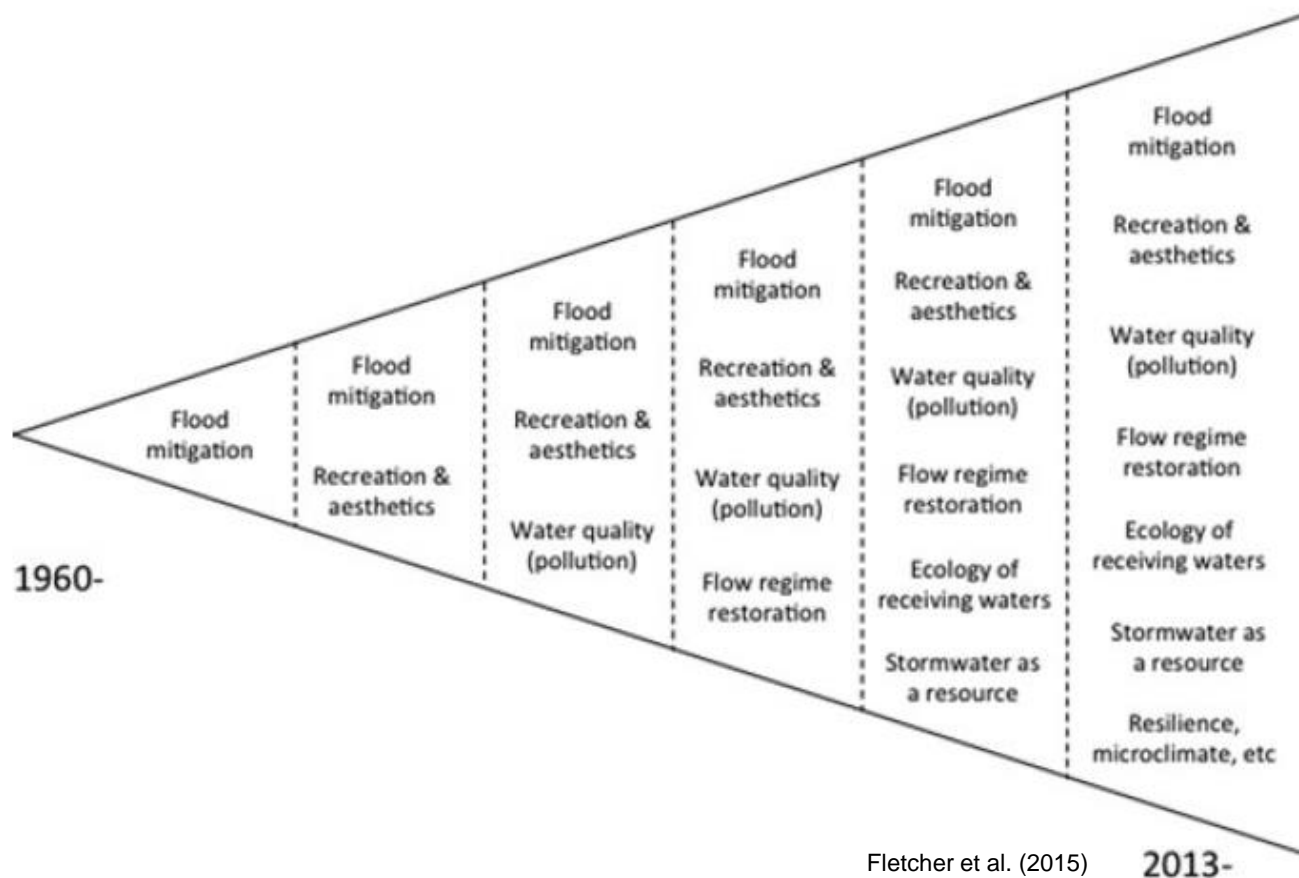 Flood
mitigation
1960-
Flood
mitigation
Recreation &
aesthetics
Flood
mitigation
Recreation &
aesthetics
Water quality
(pollution)
Flood
mitigation
Recreation &
aesthetics
Water quality
(pollution)
Flow regime
restoration
Flood
mitigation
Recreation &
aesthetics
Water quality
(pollution)
Flow regime
restoration
Ecology of
receiving waters
Stormwater as
a resource
Flood
mitigation
Recreation &
aesthetics
Water quality
(pollution)
Flow regime
restoration
Ecology of
receiving waters
Stormwater as
a resource
Resilience,
microclimate, etc
Fletcher et al. (2015)
2013-